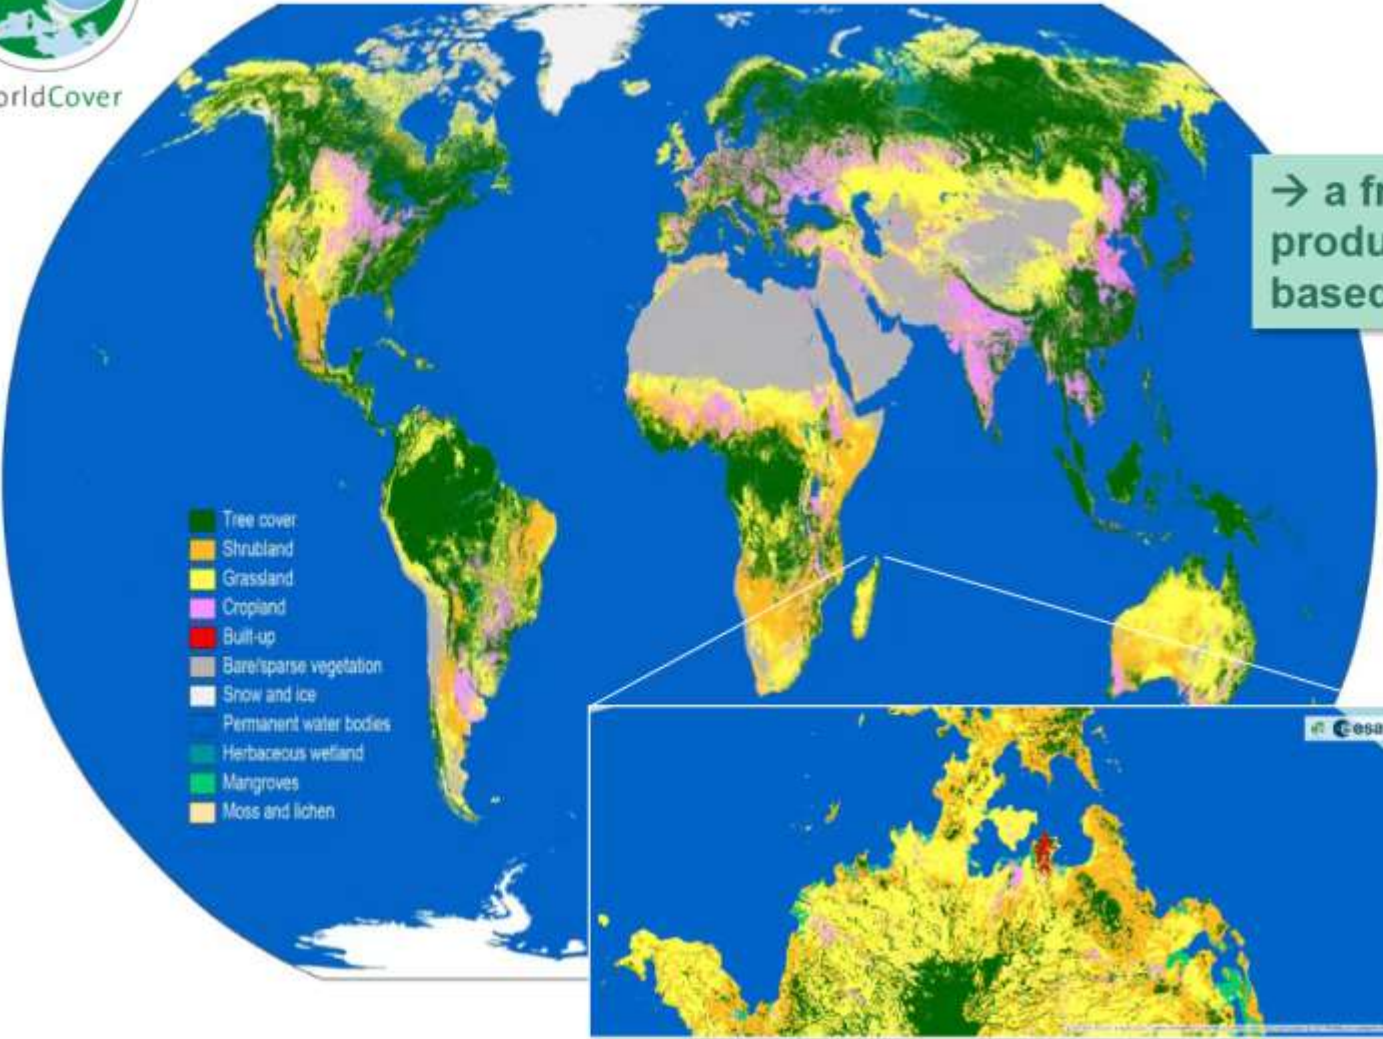 orldCover
→ a fr
produ
based
Tree cover
Shrubland
Grassland
Cropland
Built-up
Bare/sparse vegetation
Snow and ice
Permanent water bodies
Herbaceous wetland
Mangroves
Moss and lichen
esa